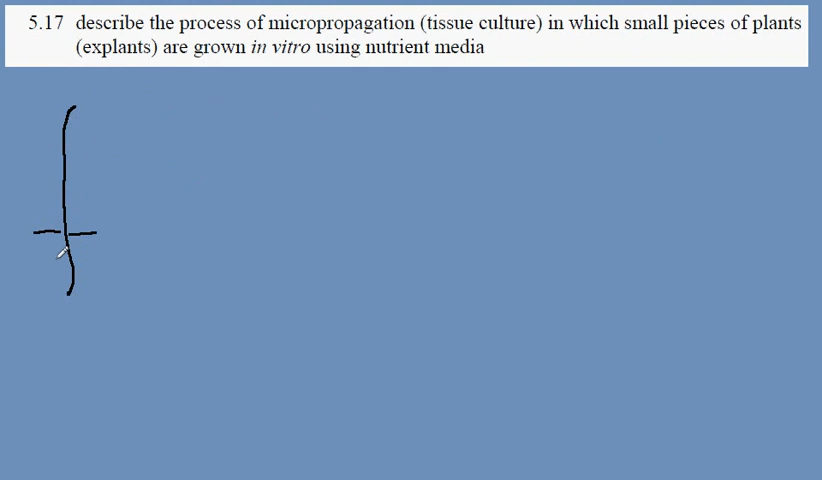 5.17 describe the process of micropropagation (tissue culture) in which small pieces of plants
(explants) are grown in vitro using nutrient media